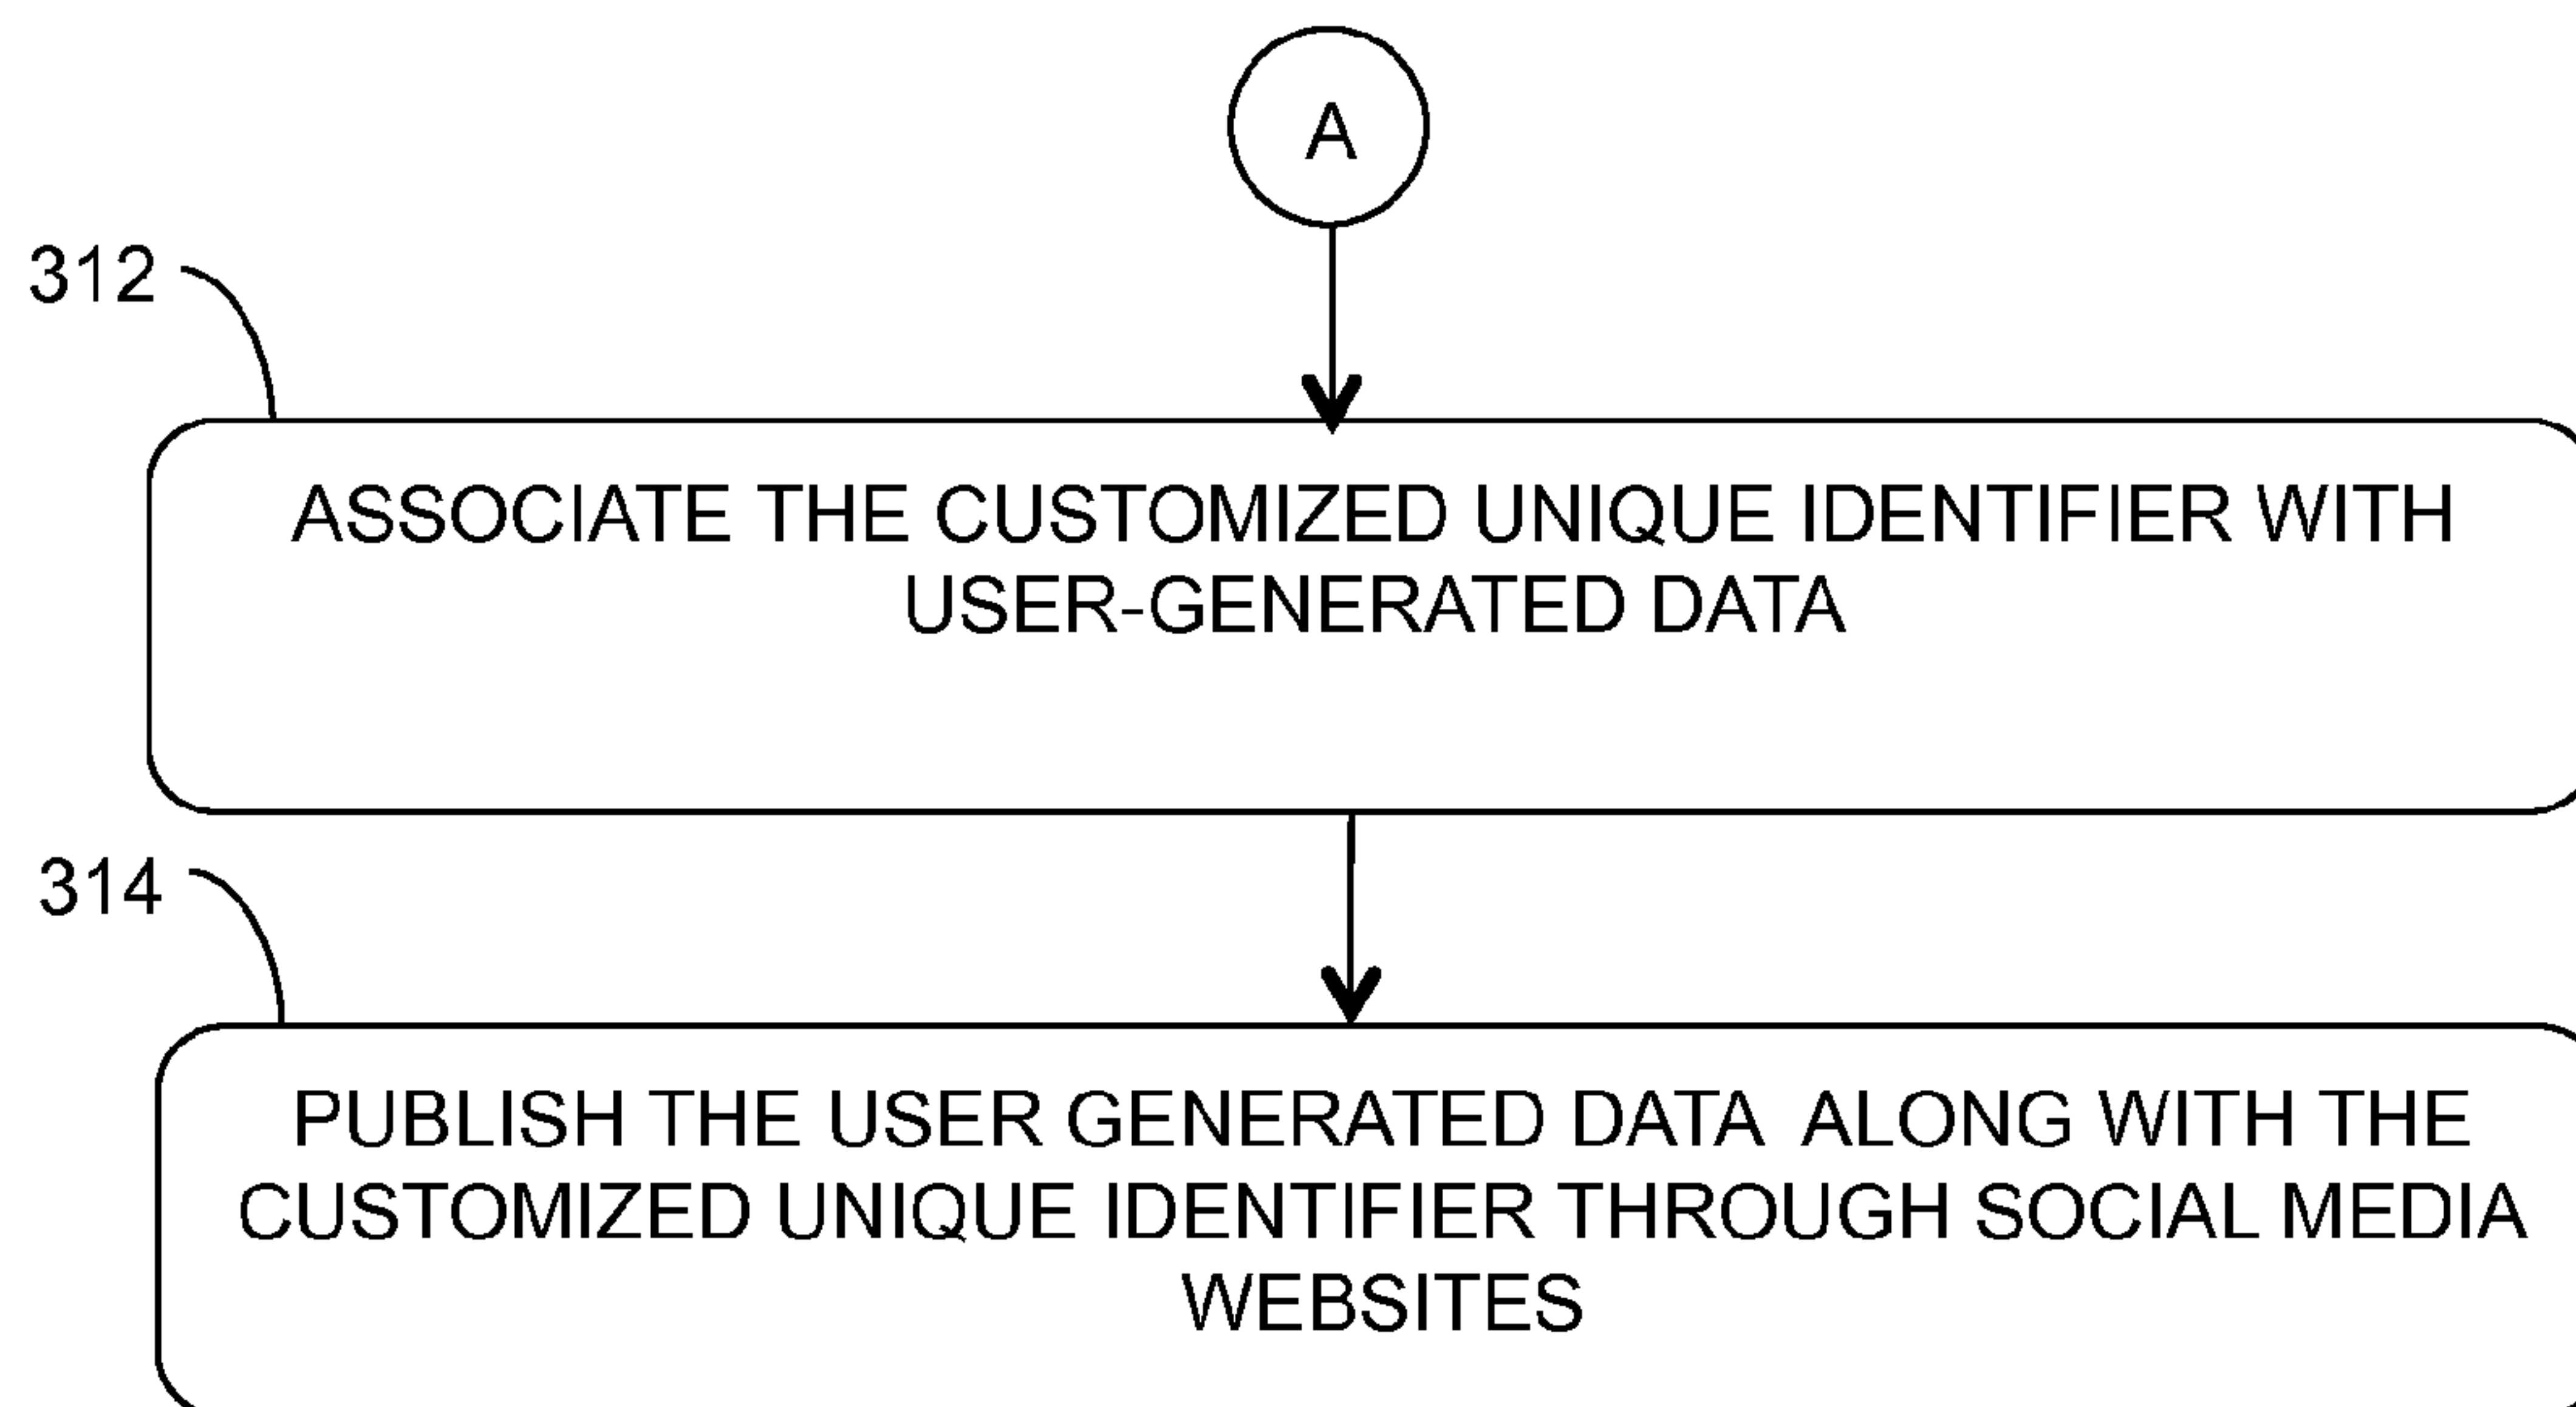 A
312
ASSOCIATE THE CUSTOMIZED UNIQUE IDENTIFIER WITH
USER-GENERATED DATA
314
PUBLISH THE USER GENERATED DATA  ALONG WITH THE
CUSTOMIZED UNIQUE IDENTIFIER THROUGH SOCIAL MEDIA
WEBSITES